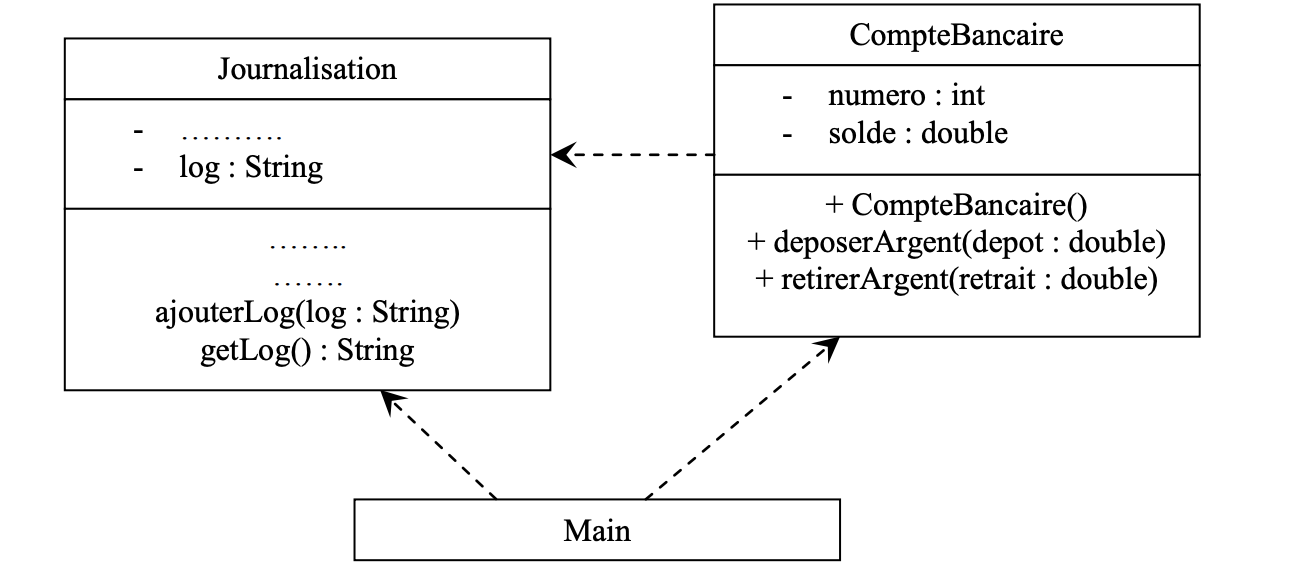 Journalisation
- ……….
- log : String
……..
…….
ajouterLog(log : String)
getLog() : String
CompteBancaire
- numero : int
- solde : double
+ CompteBancaire()
+ deposerArgent(depot : double)
+ retirerArgent(retrait : double)
Main